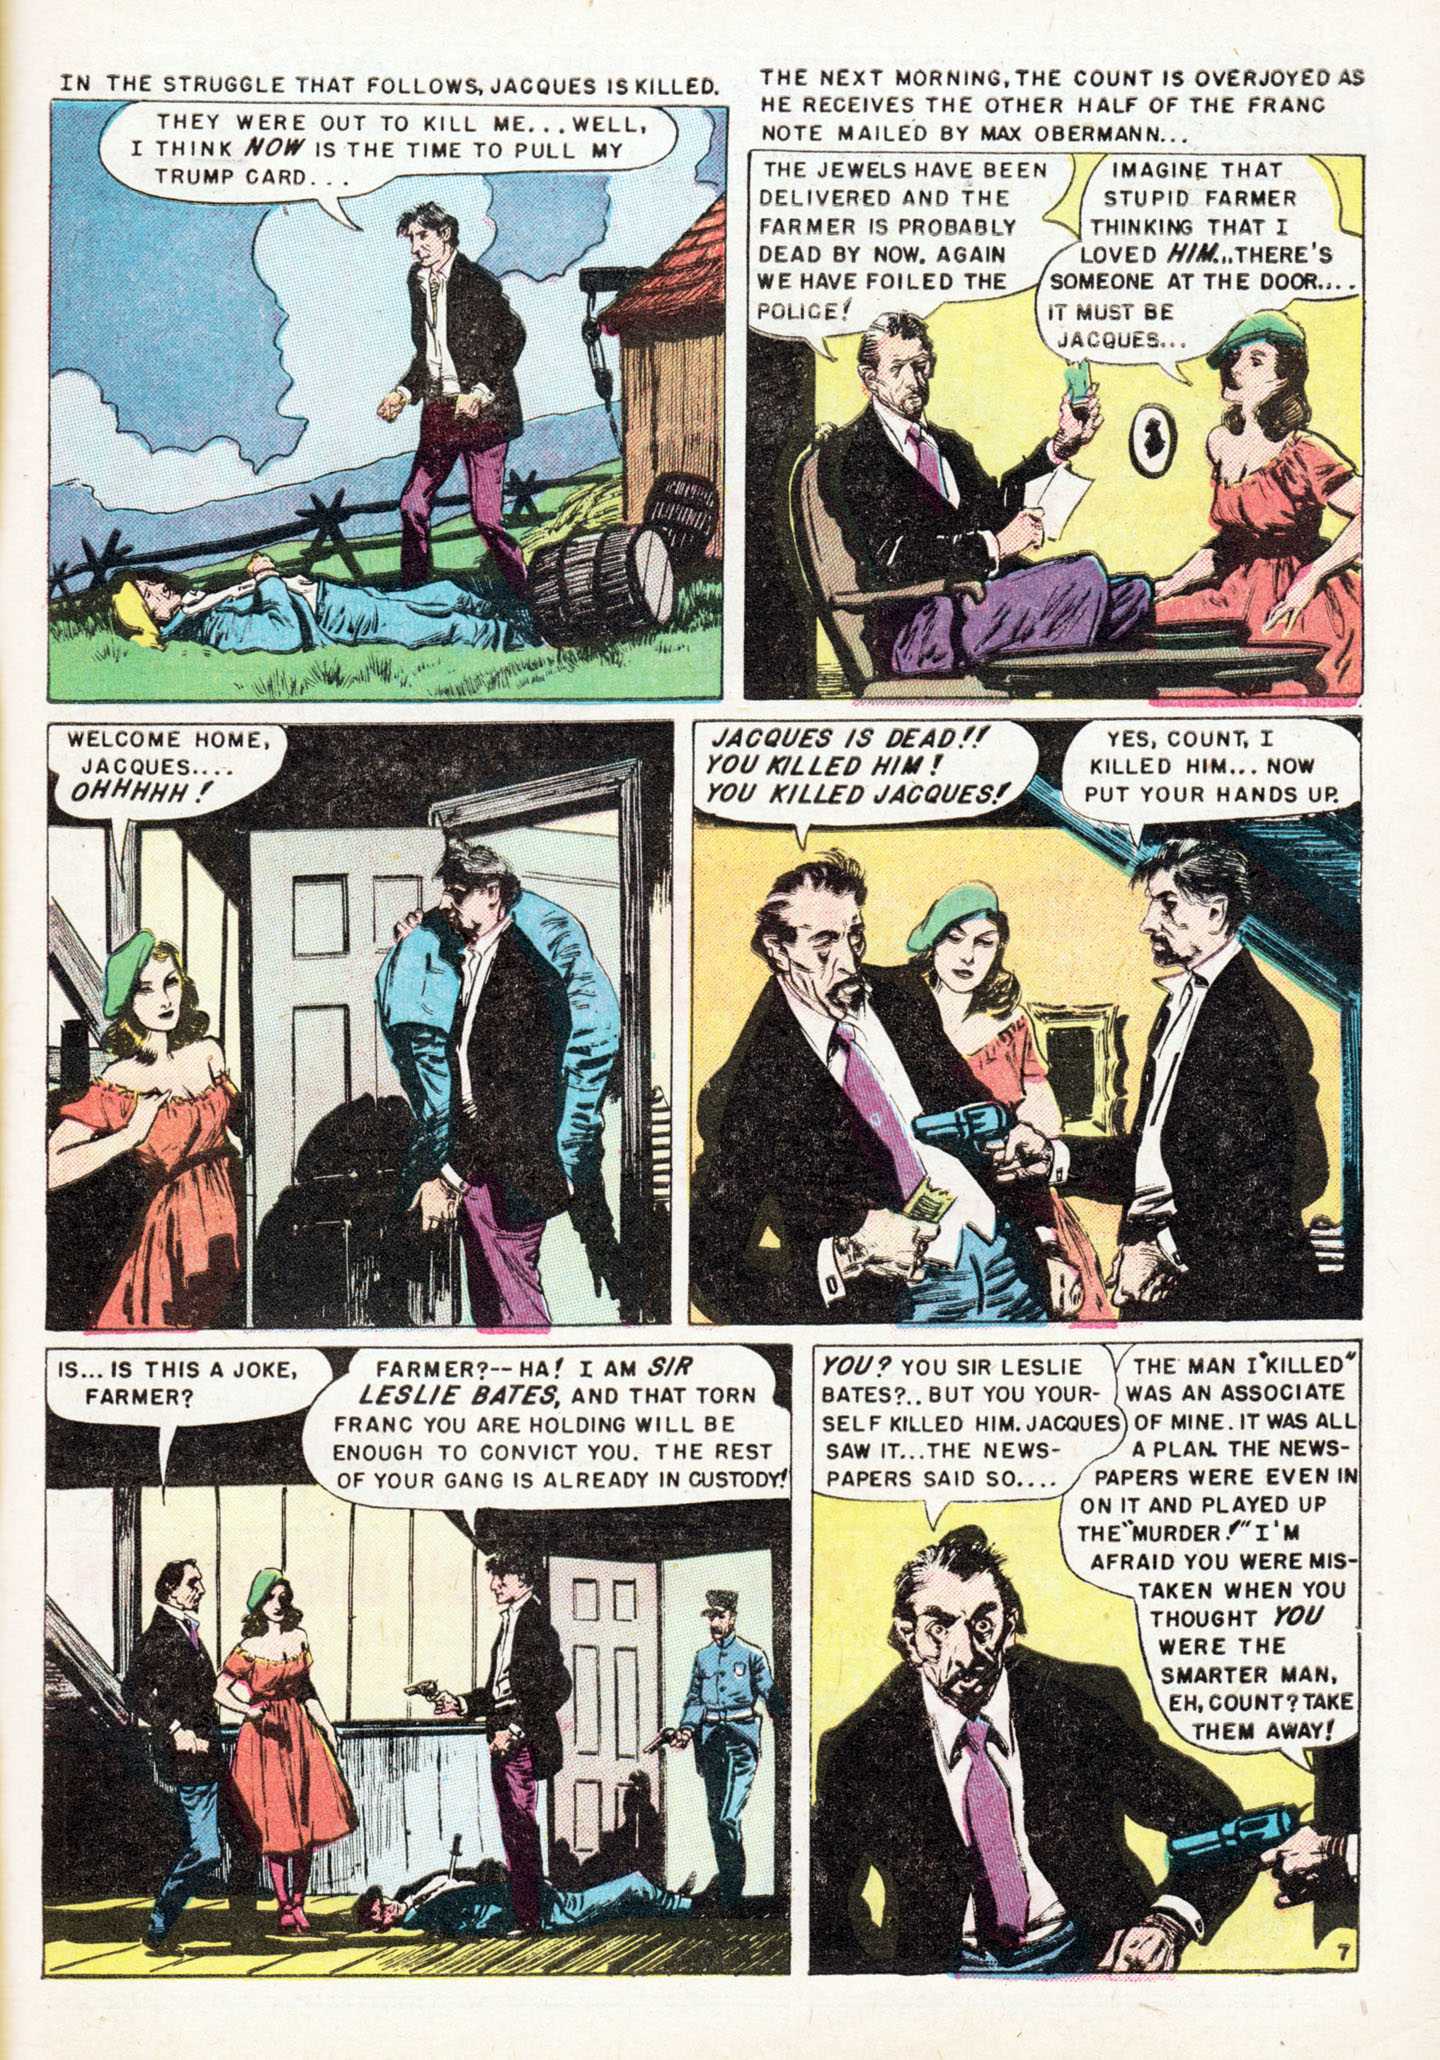 IN THE STRUGGLE THAT FOLLOWS, JACQUES IS KILLED.
THEY WERE OUT TO KILL ME... WELL,
I THINK NOW IS THE TIME TO PULL MY
TRUMP CARD...
THE NEXT MORNING, THE COUNT IS OVERJOYED AS
HE RECEIVES THE OTHER HALF OF THE FRANC
NOTE MAILED BY MAX OBERMANN...
THE JEWELS HAVE BEEN
DELIVERED AND THE
FARMER IS PROBABLY
DEAD BY NOW. AGAIN
WE HAVE FOILED THE
POLICE!
IMAGINE THAT
STUPID FARMER
THINKING THAT I
LOVED HIM... THERE'S
SOMEONE AT THE DOOR....
IT MUST BE
JACQUES...
WELCOME HOME,
JACQUES....
OHHHHH!
JACQUES IS DEAD!!
YOU KILLED HIM!
YOU KILLED JACQUES!
YES, COUNT, I
KILLED HIM... NOW
PUT YOUR HANDS UP.
IS... IS THIS A JOKE,
FARMER?
FARMER?-- HA! I AM SIR
LESLIE BATES, AND THAT TORN
FRANC YOU ARE HOLDING WILL BE
ENOUGH TO CONVICT YOU. THE REST
OF YOUR GANG IS ALREADY IN CUSTODY!
YOU? YOU SIR LESLIE
BATES?.. BUT YOU YOUR-
SELF KILLED HIM. JACQUES
SAW IT... THE NEWS-
PAPERS SAID SO....
THE MAN I "KILLED"
WAS AN ASSOCIATE
OF MINE. IT WAS ALL
A PLAN. THE NEWS-
PAPERS WERE EVEN IN
ON IT AND PLAYED UP
THE "MURDER!" I'M
AFRAID YOU WERE MIS-
TAKEN WHEN YOU
THOUGHT YOU
WERE THE
SMARTER MAN,
EH, COUNT? TAKE
THEM AWAY!
7